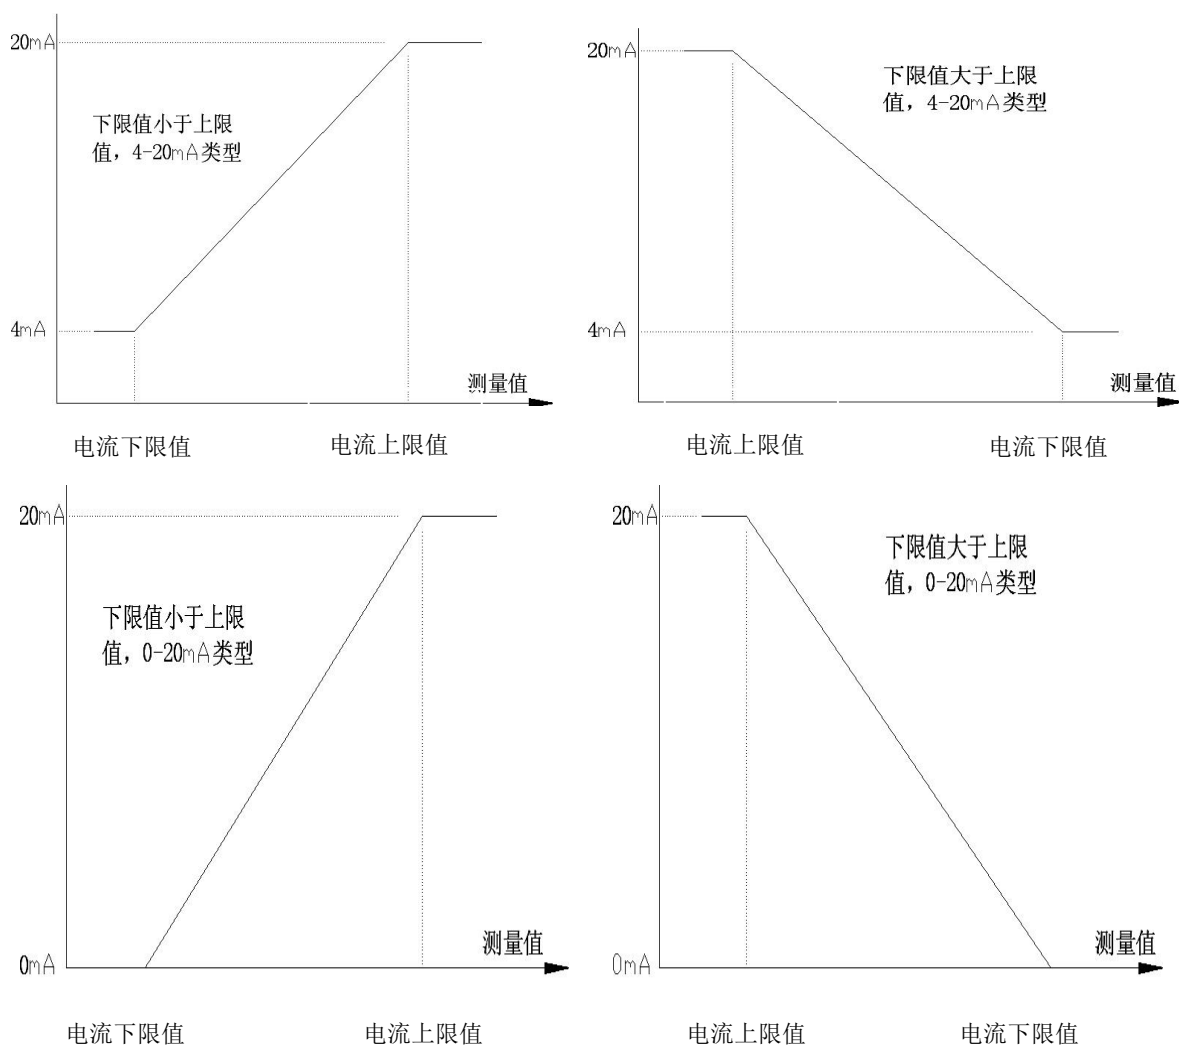 20mA
下限值小于上限
值，4-20mA类型
4mA
测量值
电流下限值
电流上限值
20mA
下限值大于上限
值，4-20mA类型
4mA
测量值
电流上限值
电流下限值
20mA
下限值小于上限
值，0-20mA类型
测量值
0mA
电流下限值
电流上限值
20mA
下限值大于上限
值，0-20mA类型
测量值
0mA
电流上限值
电流下限值